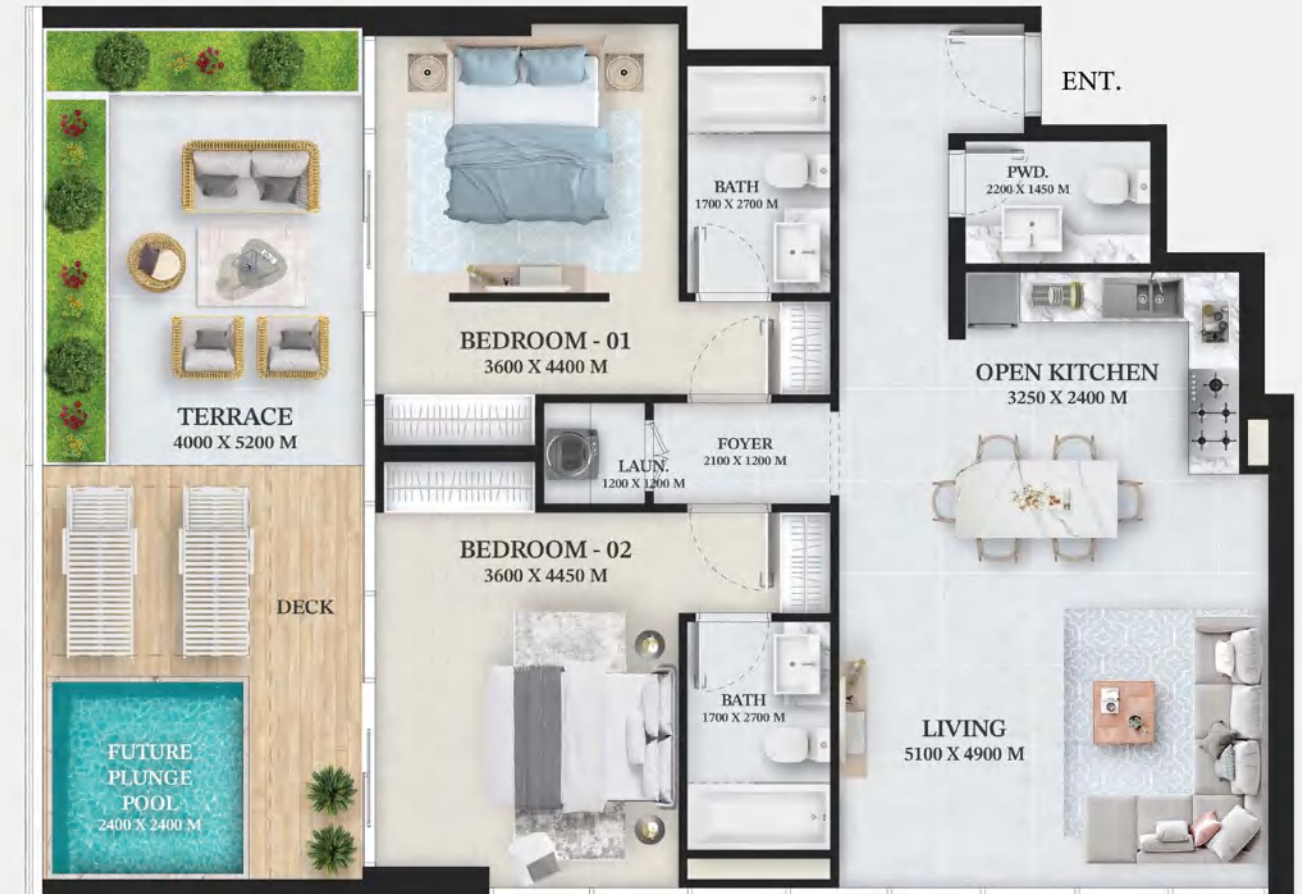 ENT.
PWD.
2200 X 1450 M
BATH
1700 X 2700 M
BEDROOM - 01
3600 X 4400 M
OPEN KITCHEN
3250 X 2400 M
TERRACE
4000 X 5200 M
FOYER
2100 X 1200 M
LAUN.
1200 X 1200 M
BEDROOM - 02
3600 X 4450 M
DECK
BATH
1700 X 2700 M
LIVING
5100 X 4900 M
FUTURE
PLUNGE
POOL
2400 X 2400 M